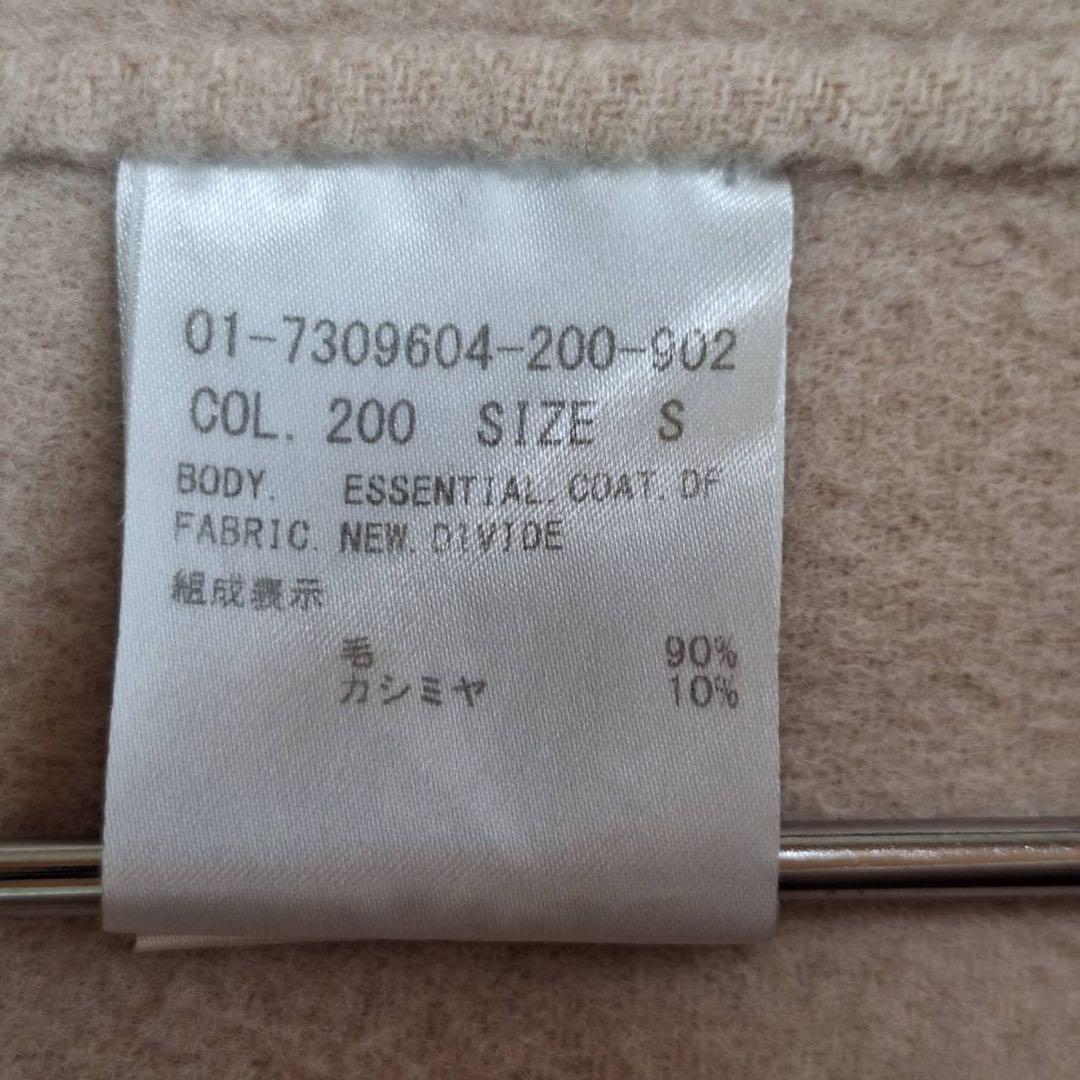 01-7309604-200-902
COL. 200 SIZE S
BODY. ESSENTIAL.COAT.DF
FABRIC. NEW.DIVIDE
組成表示
毛 90%
カシミヤ 10%